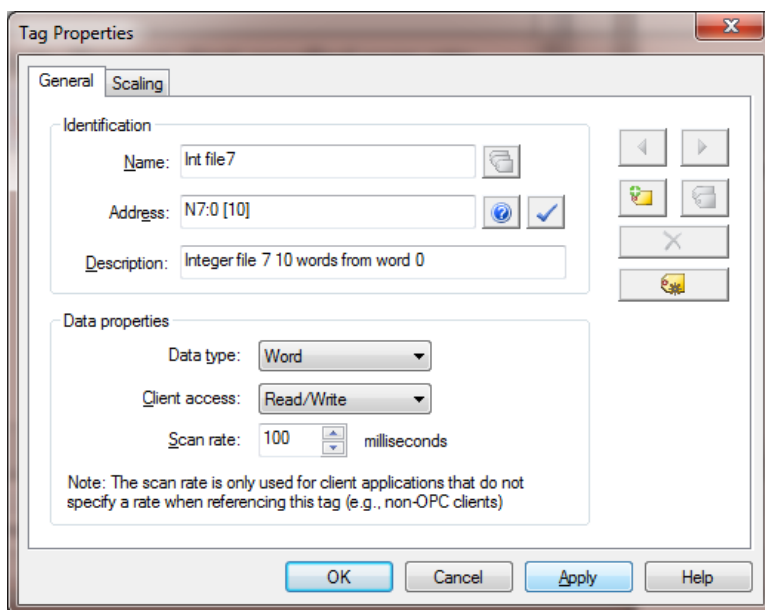 Tag Properties
General
Scaling
Identification
Name: Int file7
Address: N7:0 [10]
Description: Integer file 7 10 words from word 0
Data properties
Data type: Word
Client access: Read/Write
Scan rate: 100 milliseconds
Note: The scan rate is only used for client applications that do not
specify a rate when referencing this tag (e.g., non-OPC clients)
OK
Cancel
Apply
Help